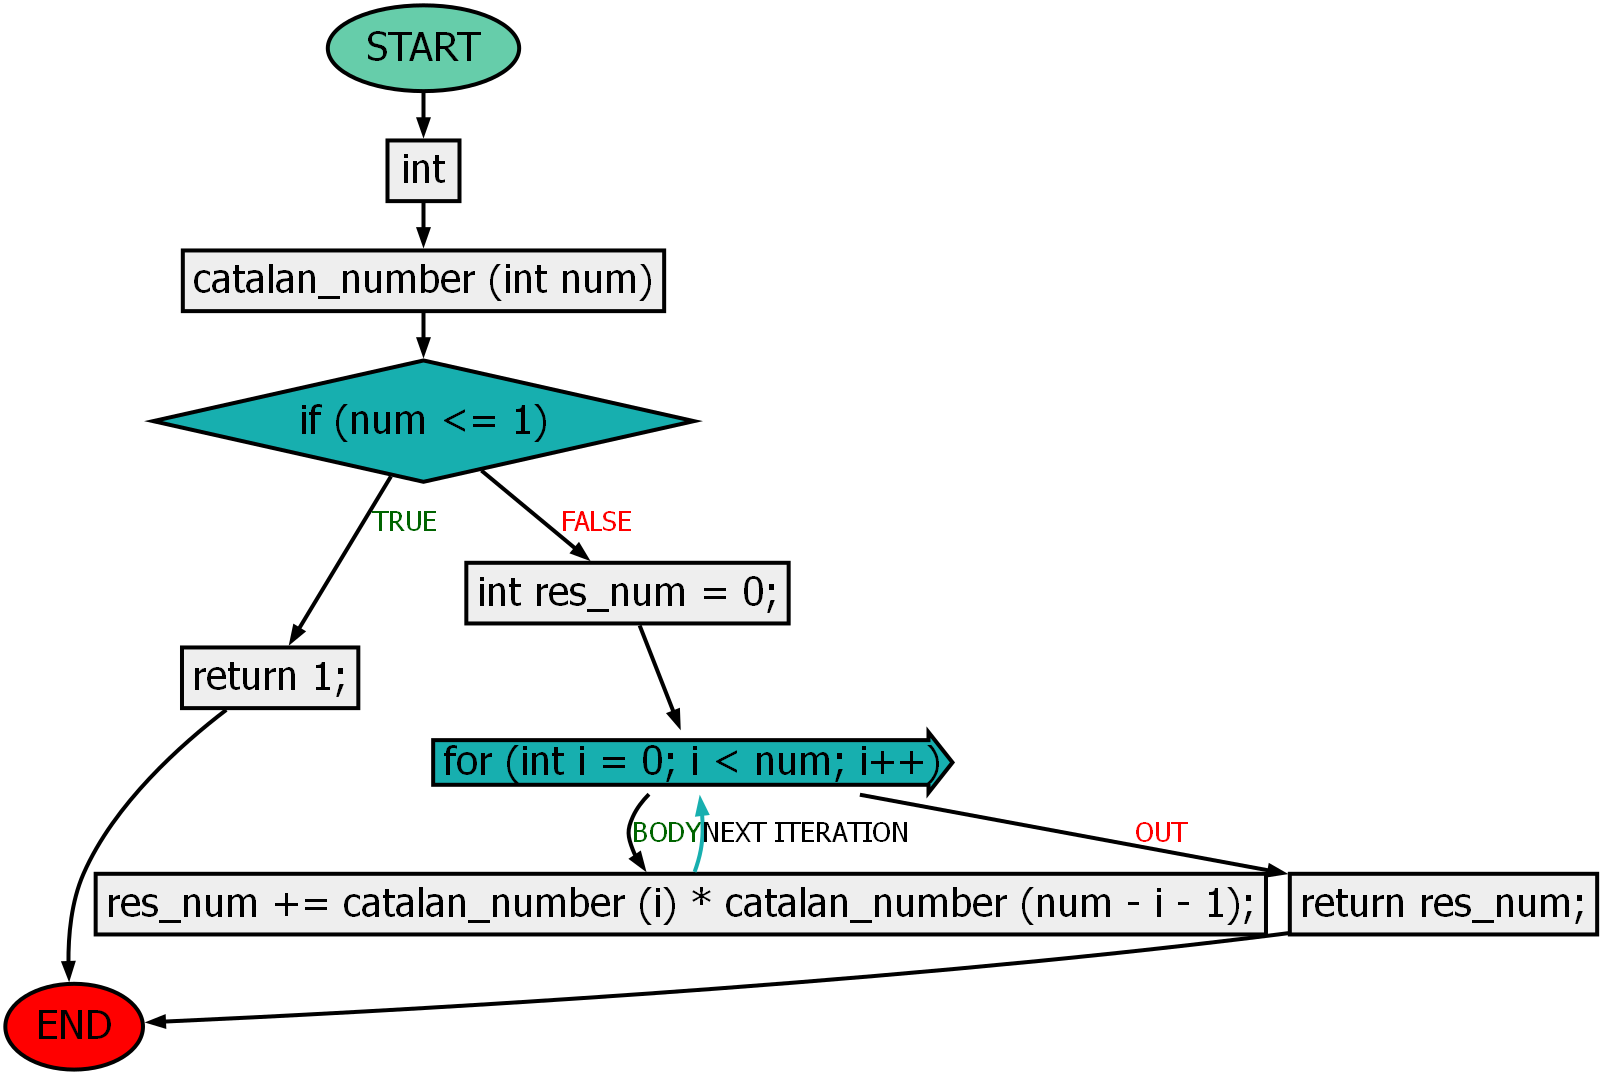 START
int
catalan_number (int num)
if (num <= 1)
TRUE
FALSE
int res_num = 0;
return 1;
for (int i = 0; i < num; i++)
BODY
NEXT ITERATION
OUT
res_num += catalan_number (i) * catalan_number (num - i - 1);
return res_num;
END